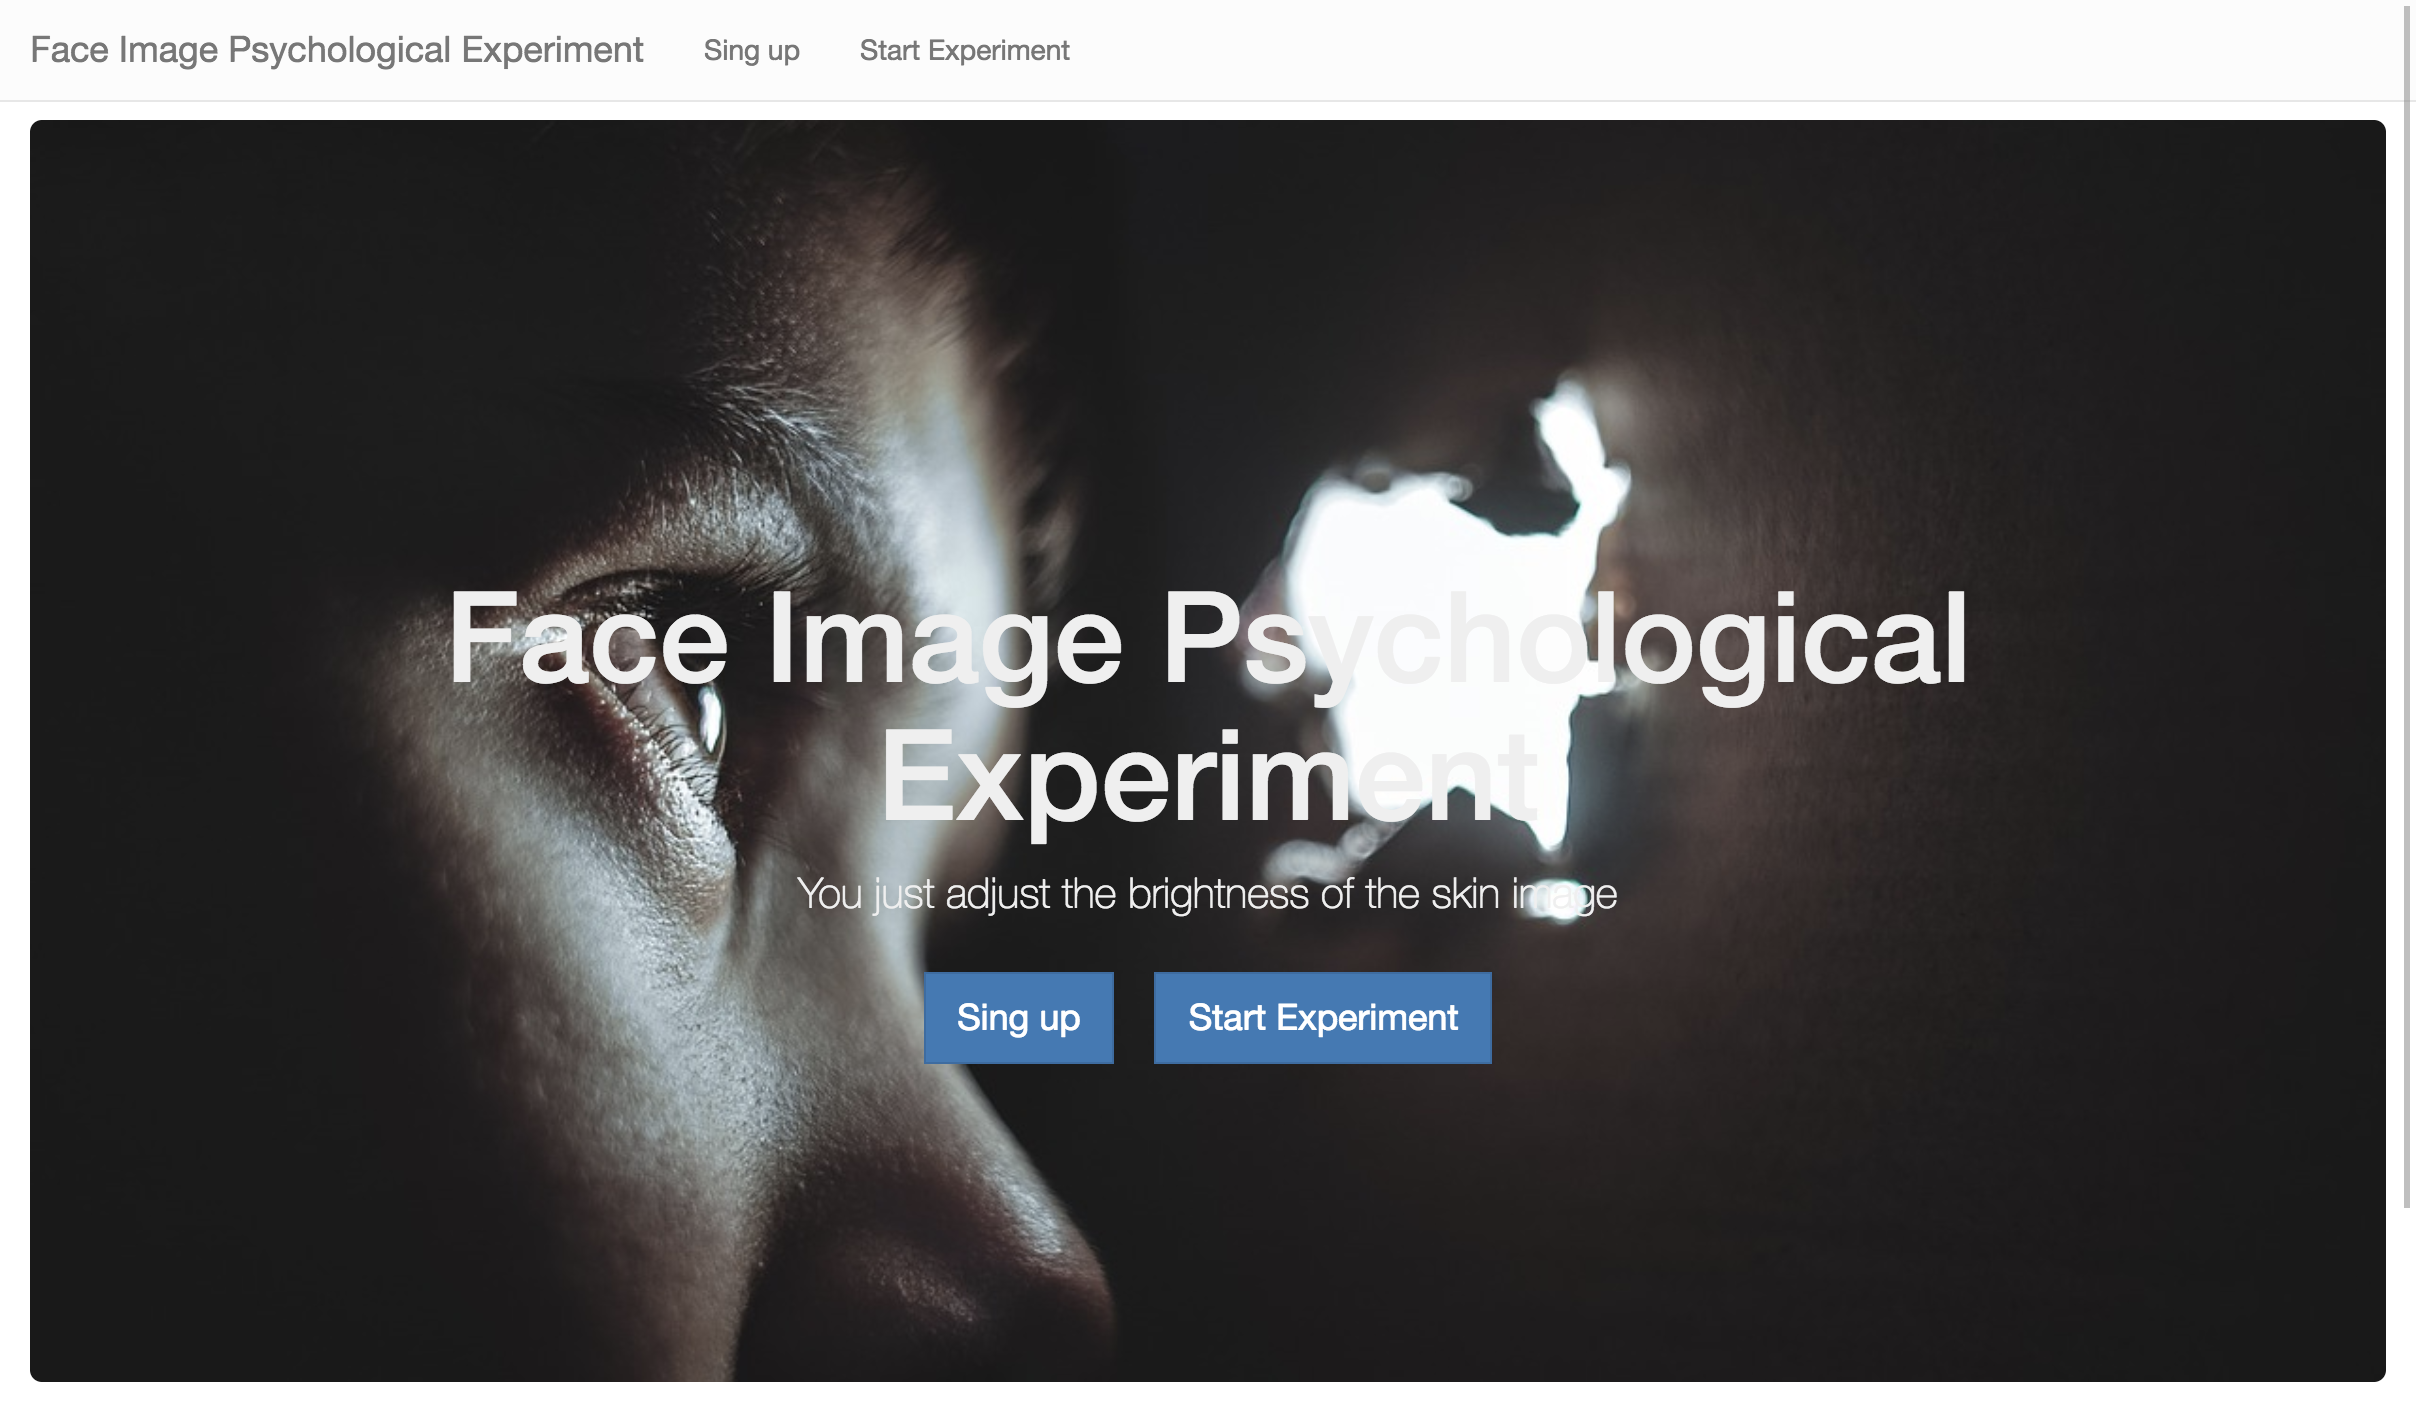 Face Image Psychological Experiment
Sing up
Start Experiment
Face Image Psychological
Experiment
You just adjust the brightness of the skin image
Sing up
Start Experiment